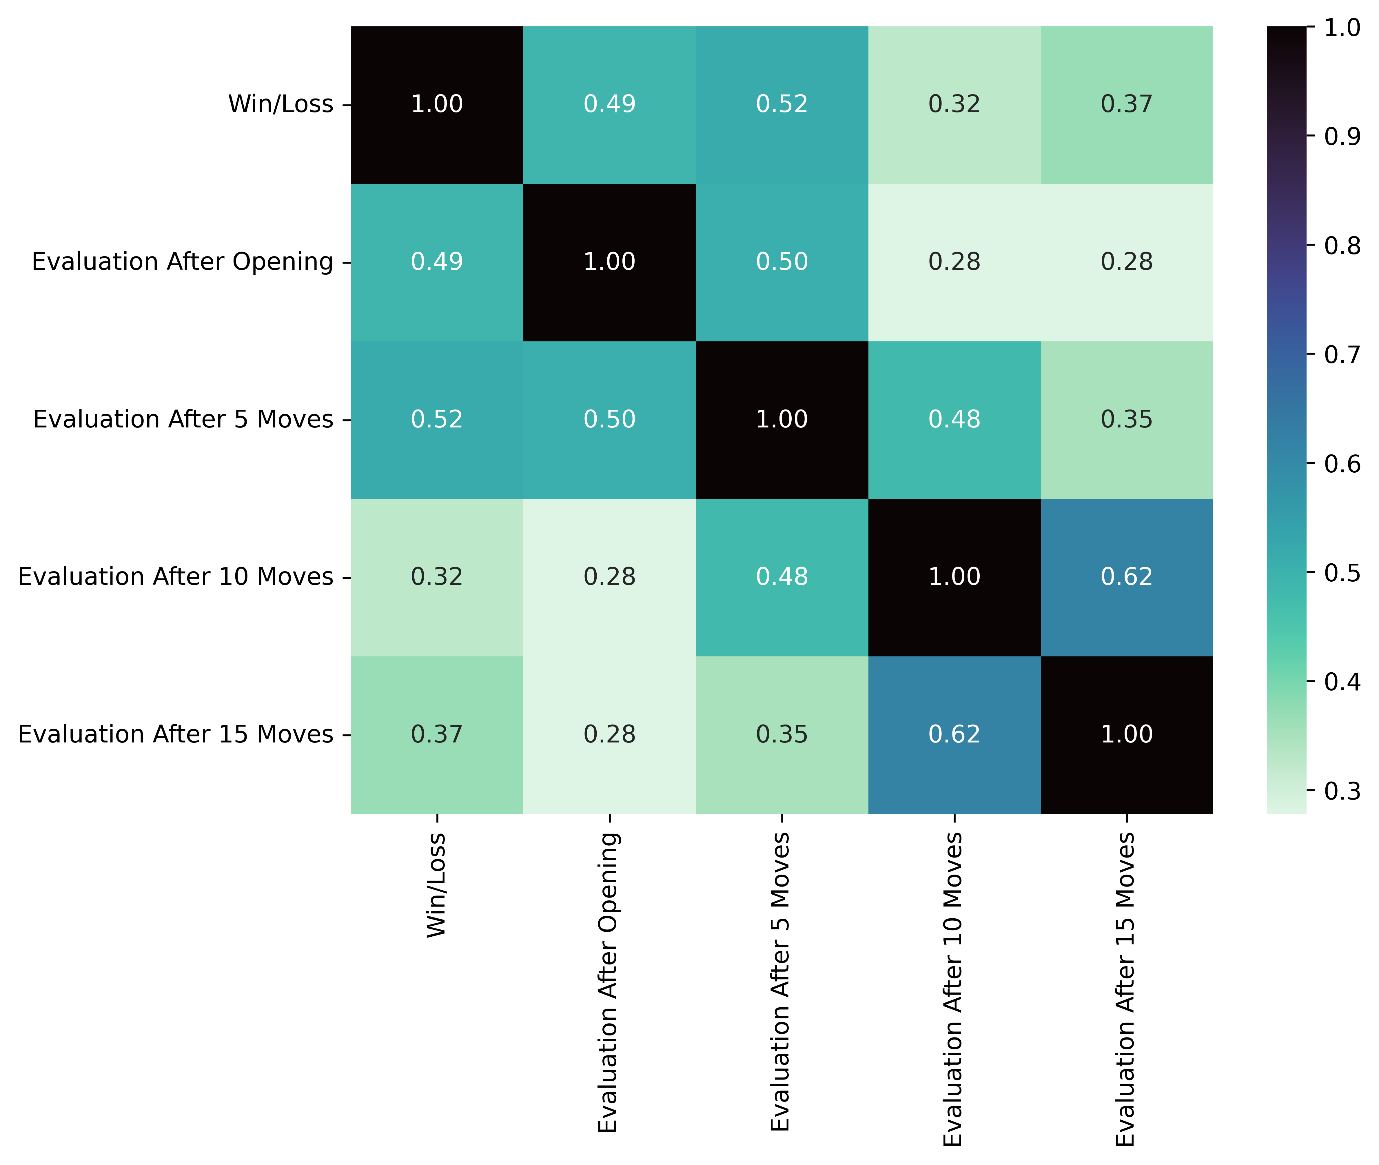 Win/Loss 1.00 0.49 0.52 0.32 0.37
Evaluation After Opening 0.49 1.00 0.50 0.28 0.28
Evaluation After 5 Moves 0.52 0.50 1.00 0.48 0.35
Evaluation After 10 Moves 0.32 0.28 0.48 1.00 0.62
Evaluation After 15 Moves 0.37 0.28 0.35 0.62 1.00
Win/Loss
Evaluation After Opening
Evaluation After 5 Moves
Evaluation After 10 Moves
Evaluation After 15 Moves
1.0
0.9
0.8
0.7
0.6
0.5
0.4
0.3